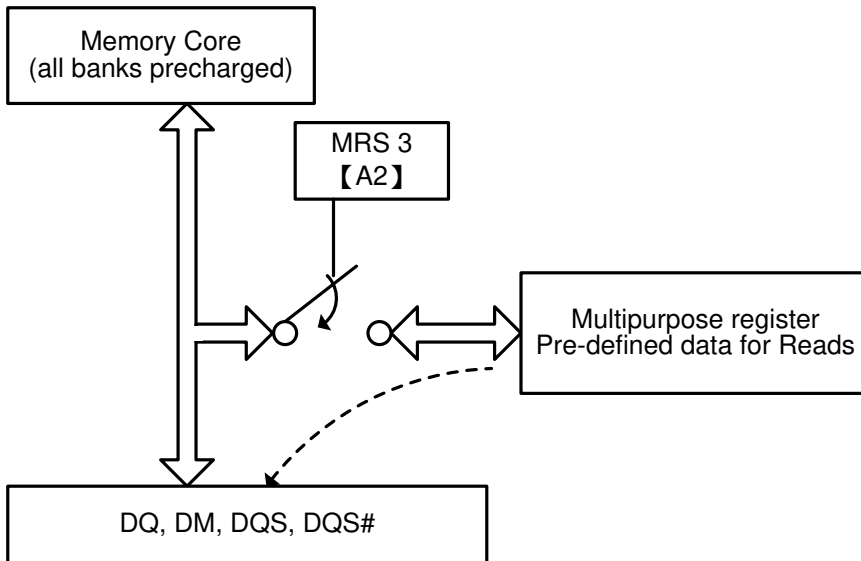 Memory Core
(all banks precharged)
MRS 3
【A2】
Multipurpose register
Pre-defined data for Reads
DQ, DM, DQS, DQS#